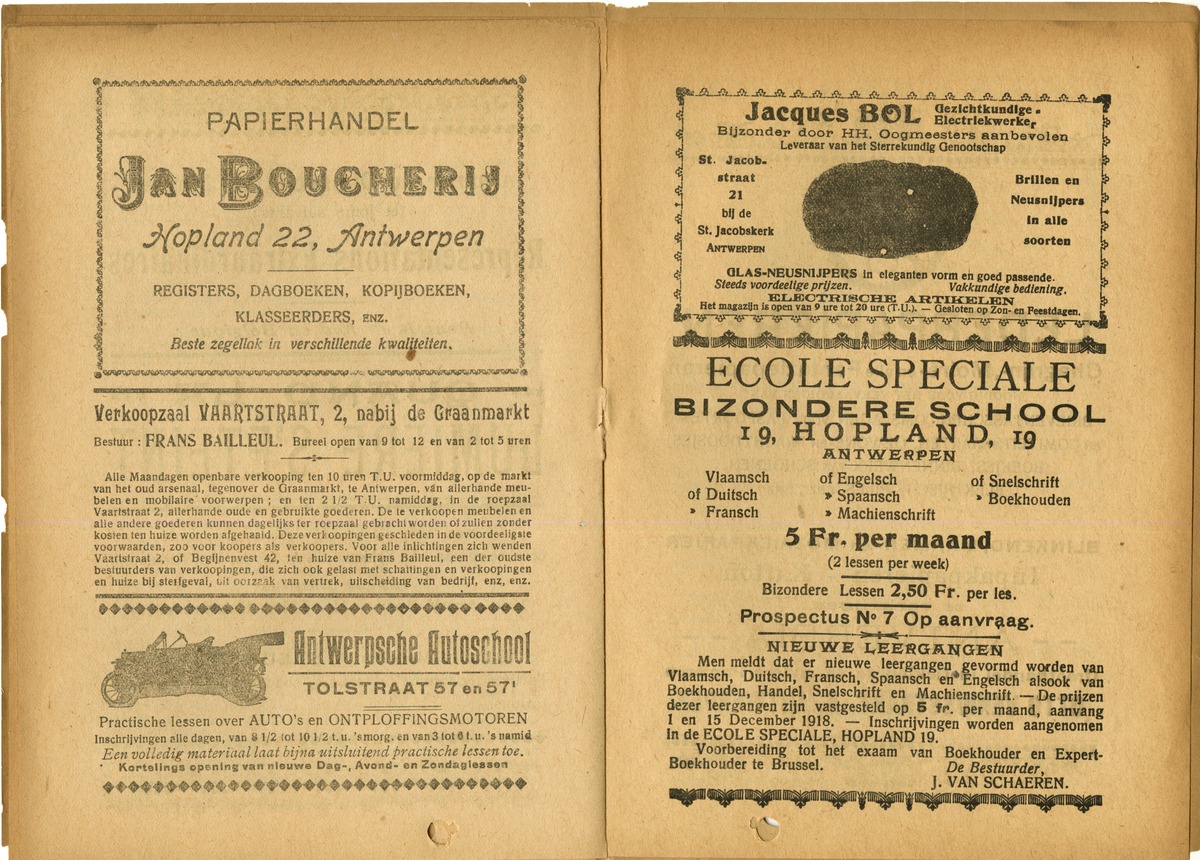 PAPIERHANDEL
JAN BOUCHERIJ
Hopland 22, Antwerpen
REGISTERS, DAGBOEKEN, KOPIJBOEKEN,
KLASSEERDERS, ENZ.
Beste zegellak in verschillende kwaliteiten.
Verkoopzaal VAARTSTRAAT, 2, nabij de Graanmarkt
Bestuur : FRANS BAILLEUL. Bureel open van 9 tot 12 en van 2 tot 5 uren
Alle Maandagen openbare verkooping ten 10 uren T.U. voormiddag, op de markt
van het oud arsenaal, tegenover de Graanmarkt, te Antwerpen, van allerhande meu-
belen en mobilaire voorwerpen ; en ten 2 1/2 T.U. namiddag, in de roepzaal
Vaartstraat 2, allerhande oude en gebruikte goederen. De te verkoopen meubelen en
alle andere goederen kunnen dagelijks ter roepzaal gebracht worden of zullen zonder
kosten ten huize worden afgehaald. Deze verkoopingen geschieden in de voordeeligste
voorwaarden, zoo voor koopers als verkoopers. Voor alle inlichtingen zich wenden
Vaartstraat 2, of Begijnenvest 42, ten huize van Frans Bailleul, een der oudste
bestuurders van verkoopingen, die zich ook gelast met schattingen en verkoopingen
en huize bij sterfgeval, uit oorzaak van vertrek, uitscheiding van bedrijf, enz, enz.
Antwerpsche Autoschool
TOLSTRAAT 57 en 57¹
Practische lessen over AUTO's en ONTPLOFFINGSMOTOREN
Inschrijvingen alle dagen, van 8 1/2 tot 10 1/2 t.u. 'smorg. en van 3 tot 6 t.u. 's namid
Een volledig materiaal laat bijna uitsluitend practische lessen toe.
Kortelings opening van nieuwe Dag-, Avond- en Zondaglessen
Jacques BOL Gezichtkundige-
Electriekwerker
Bijzonder door HH. Oogmeesters aanbevolen
Leveraar van het Sterrekundig Genootschap
St. Jacob-
straat
21
bij de
St. Jacobskerk
ANTWERPEN
Brillen en
Neusnijpers
in alle
soorten
GLAS-NEUSNIJPERS in eleganten vorm en goed passende.
Steeds voordeelige prijzen. Vakkundige bediening.
ELECTRISCHE ARTIKELEN
Het magazijn is open van 9 ure tot 20 ure (T.U.). — Gesloten op Zon- en Feestdagen.
ECOLE SPECIALE
BIZONDERE SCHOOL
19, HOPLAND, 19
ANTWERPEN
Vlaamsch of Engelsch of Snelschrift
of Duitsch » Spaansch » Boekhouden
» Fransch » Machienschrift
5 Fr. per maand
(2 lessen per week)
Bizondere Lessen 2,50 Fr. per les.
Prospectus Nº 7 Op aanvraag.
NIEUWE LEERGANGEN
Men meldt dat er nieuwe leergangen gevormd worden van
Vlaamsch, Duitsch, Fransch, Spaansch en Engelsch alsook van
Boekhouden, Handel, Snelschrift en Machienschrift. — De prijzen
dezer leergangen zijn vastgesteld op 5 fr. per maand, aanvang
1 en 15 December 1918. — Inschrijvingen worden aangenomen
in de ECOLE SPECIALE, HOPLAND 19.
Voorbereiding tot het exaam van Boekhouder en Expert-
Boekhouder te Brussel.
De Bestuurder,
J. VAN SCHAEREN.